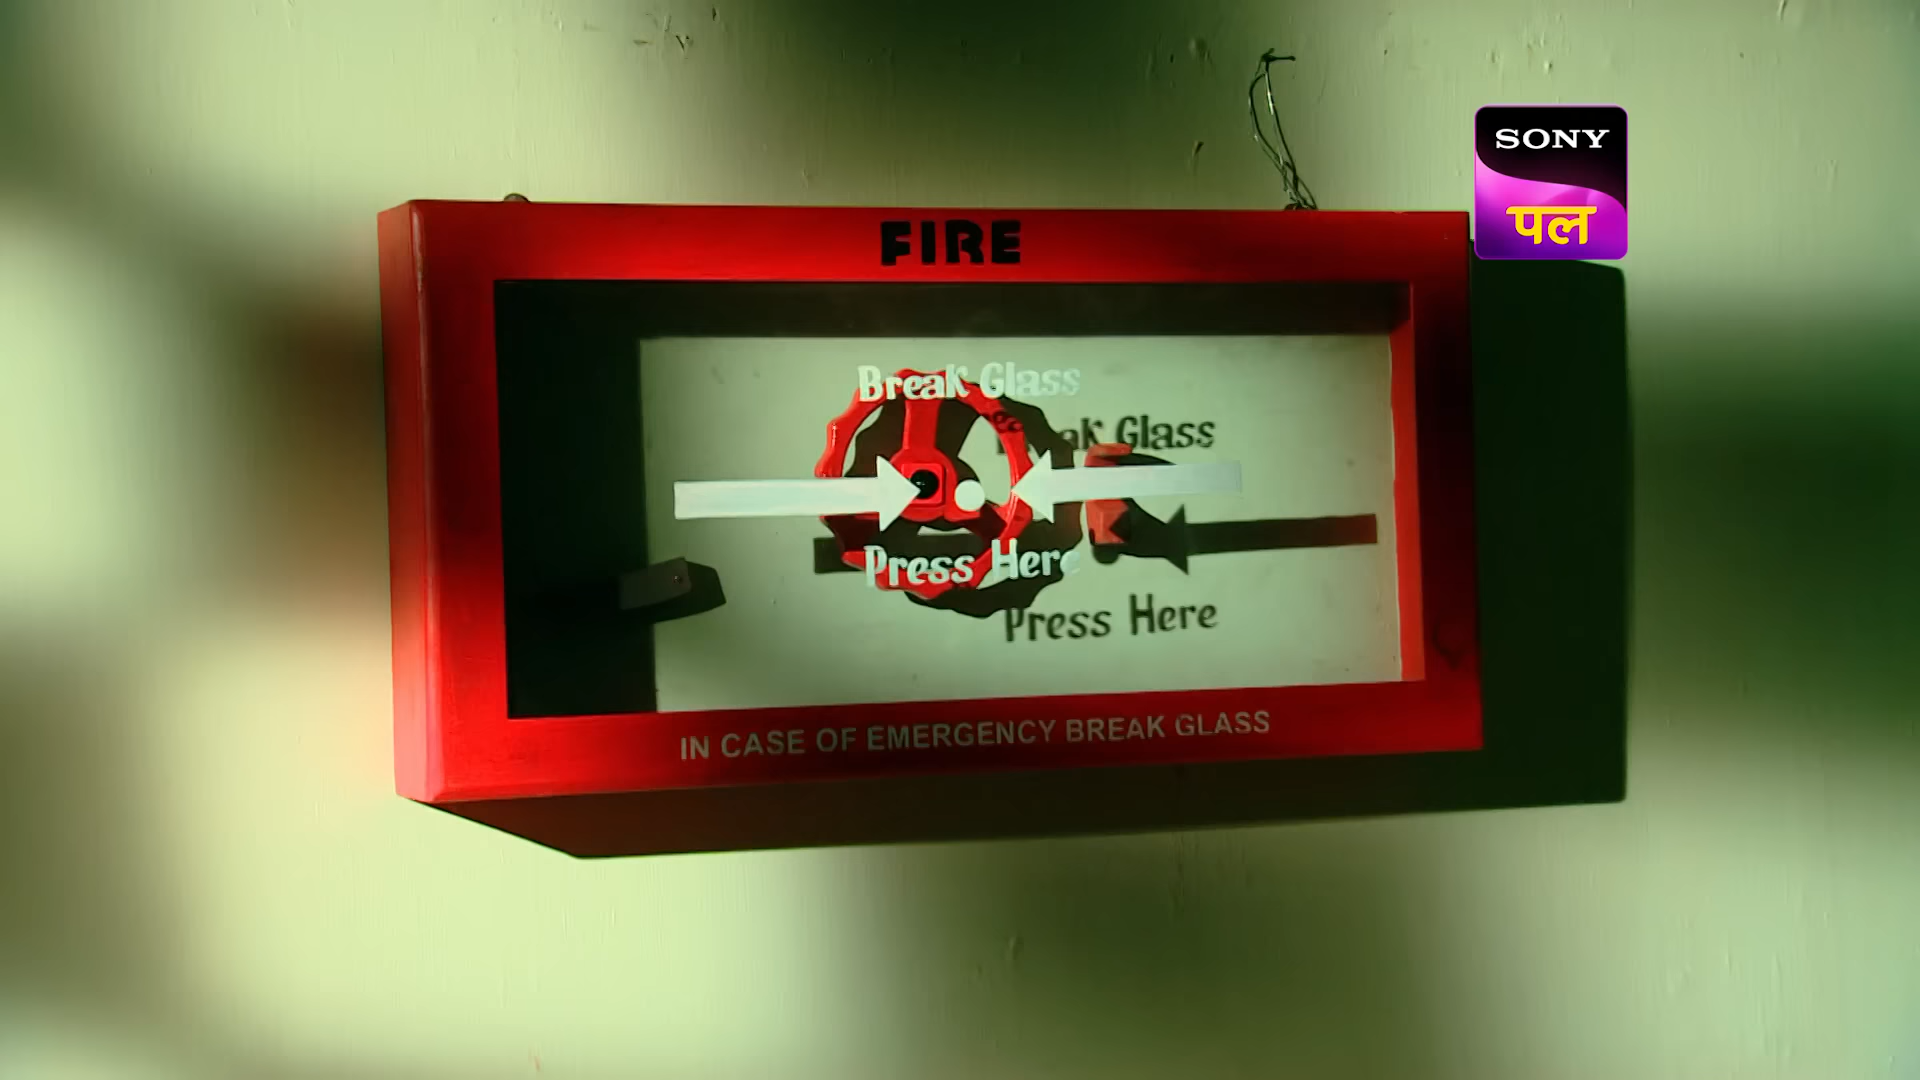 SONY
पल
FIRE
Break Glass
Break Glass
Press Here
Press Here
IN CASE OF EMERGENCY BREAK GLASS